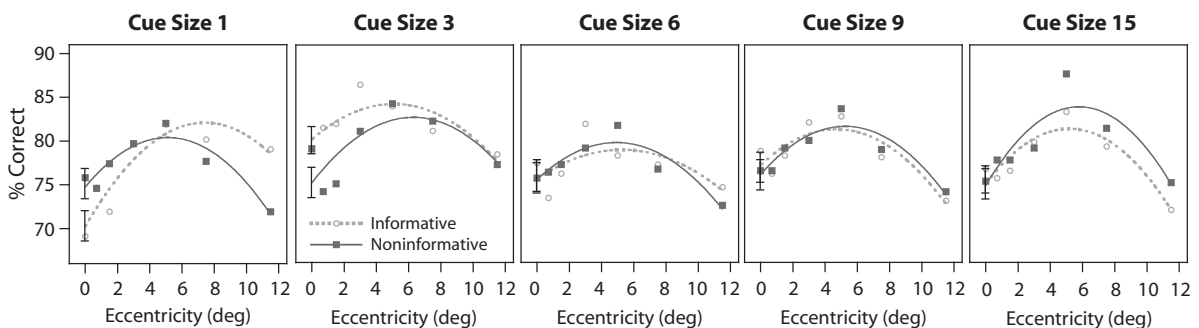 Cue Size 1 Cue Size 3 Cue Size 6 Cue Size 9 Cue Size 15
% Correct
90
85
80
75
70
Informative
Noninformative
0 2 4 6 8 10 12 0 2 4 6 8 10 12 0 2 4 6 8 10 12 0 2 4 6 8 10 12 0 2 4 6 8 10 12
Eccentricity (deg) Eccentricity (deg) Eccentricity (deg) Eccentricity (deg) Eccentricity (deg)